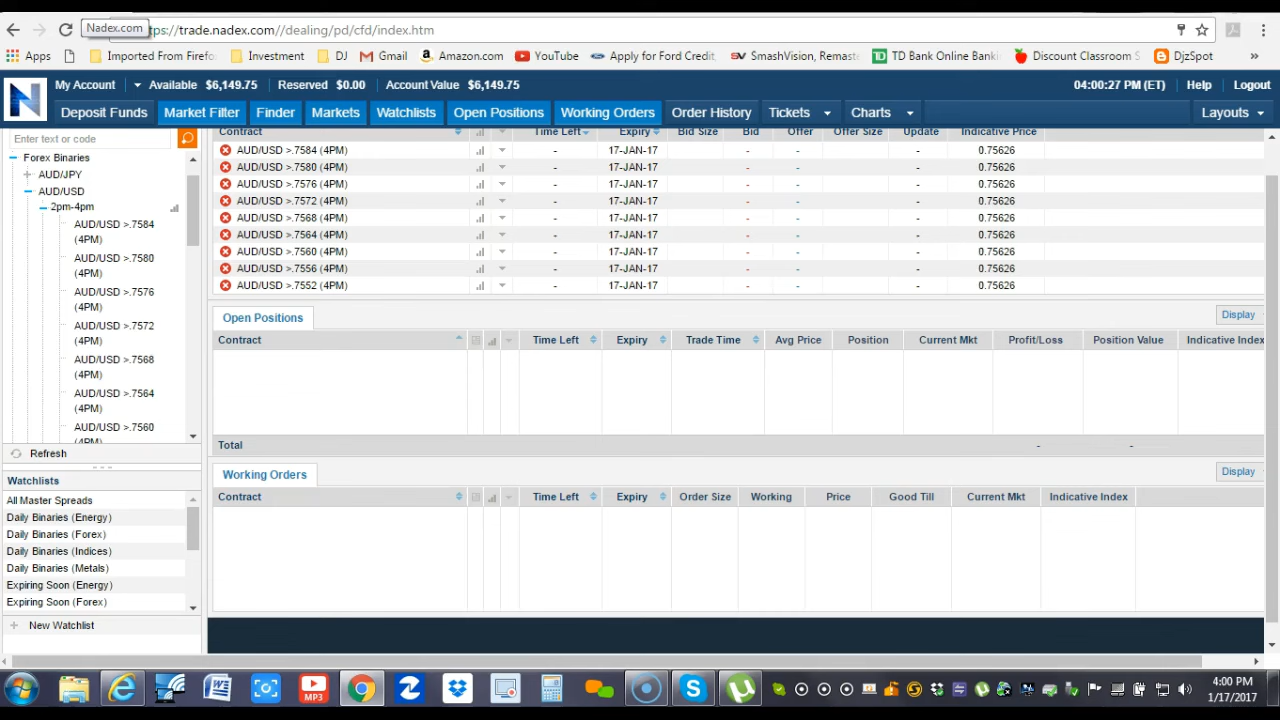 Nadex.com
ttps://trade.nadex.com//dealing/pd/cfd/index.htm
Apps
Imported From Firefo
Investment
DJ
Gmail
Amazon.com
YouTube
Apply for Ford Credit,
SmashVision, Remaste
TD Bank Online Banki
Discount Classroom S
DjzSpot
»
My Account Available $6,149.75 Reserved $0.00 Account Value $6,149.75 04:00:27 PM (ET) Help Logout
N
Deposit Funds Market Filter Finder Markets Watchlists Open Positions Working Orders Order History Tickets Charts Layouts
Enter text or code
Forex Binaries
AUD/JPY
AUD/USD
2pm-4pm
AUD/USD >.7584
(4PM)
AUD/USD >.7580
(4PM)
AUD/USD >.7576
(4PM)
AUD/USD >.7572
(4PM)
AUD/USD >.7568
(4PM)
AUD/USD >.7564
(4PM)
AUD/USD >.7560
(4PM)
Refresh
Watchlists
All Master Spreads
Daily Binaries (Energy)
Daily Binaries (Forex)
Daily Binaries (Indices)
Daily Binaries (Metals)
Expiring Soon (Energy)
Expiring Soon (Forex)
New Watchlist
Contract Time Left Expiry Bid Size Bid Offer Offer Size Update Indicative Price
AUD/USD >.7584 (4PM) - 17-JAN-17 - - - 0.75626
AUD/USD >.7580 (4PM) - 17-JAN-17 - - - 0.75626
AUD/USD >.7576 (4PM) - 17-JAN-17 - - - 0.75626
AUD/USD >.7572 (4PM) - 17-JAN-17 - - - 0.75626
AUD/USD >.7568 (4PM) - 17-JAN-17 - - - 0.75626
AUD/USD >.7564 (4PM) - 17-JAN-17 - - - 0.75626
AUD/USD >.7560 (4PM) - 17-JAN-17 - - - 0.75626
AUD/USD >.7556 (4PM) - 17-JAN-17 - - - 0.75626
AUD/USD >.7552 (4PM) - 17-JAN-17 - - - 0.75626
Open Positions Display
Contract Time Left Expiry Trade Time Avg Price Position Current Mkt Profit/Loss Position Value Indicative Index
Total - -
Working Orders Display
Contract Time Left Expiry Order Size Working Price Good Till Current Mkt Indicative Index
MP3
4:00 PM
1/17/2017